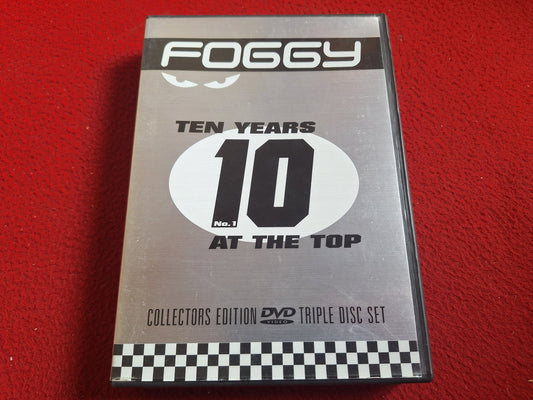 FOGGY
TEN YEARS
10
No.1
AT THE TOP
COLLECTORS EDITION DVD VIDEO TRIPLE DISC SET